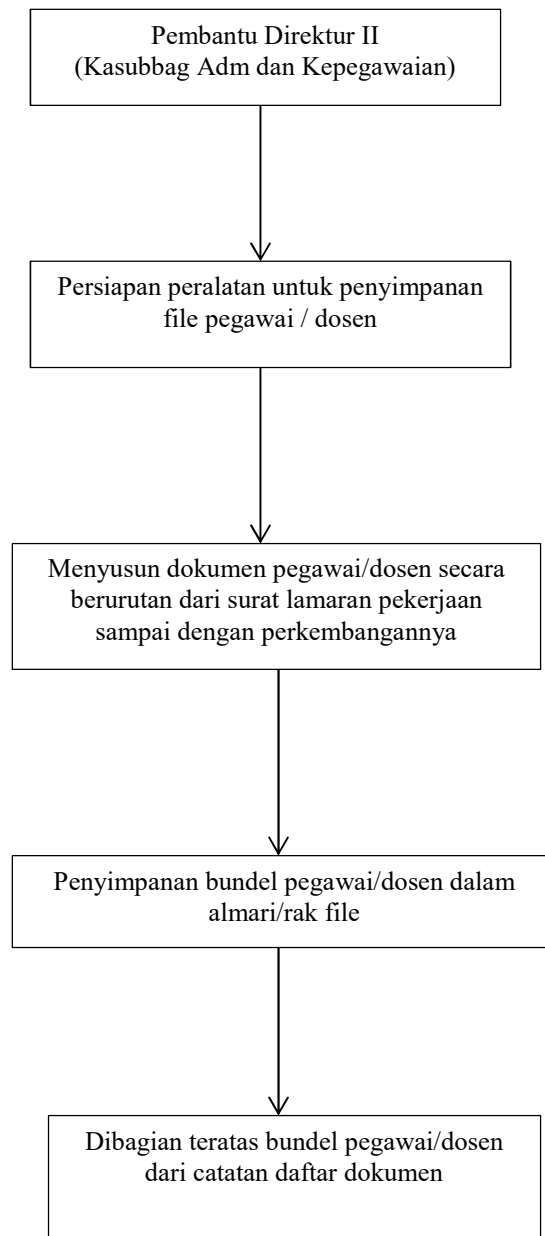 Pembantu Direktur II
(Kasubbag Adm dan Kepegawaian)
Persiapan peralatan untuk penyimpanan
file pegawai / dosen
Menyusun dokumen pegawai/dosen secara
berurutan dari surat lamaran pekerjaan
sampai dengan perkembangannya
Penyimpanan bundel pegawai/dosen dalam
almari/rak file
Dibagian teratas bundel pegawai/dosen
dari catatan daftar dokumen